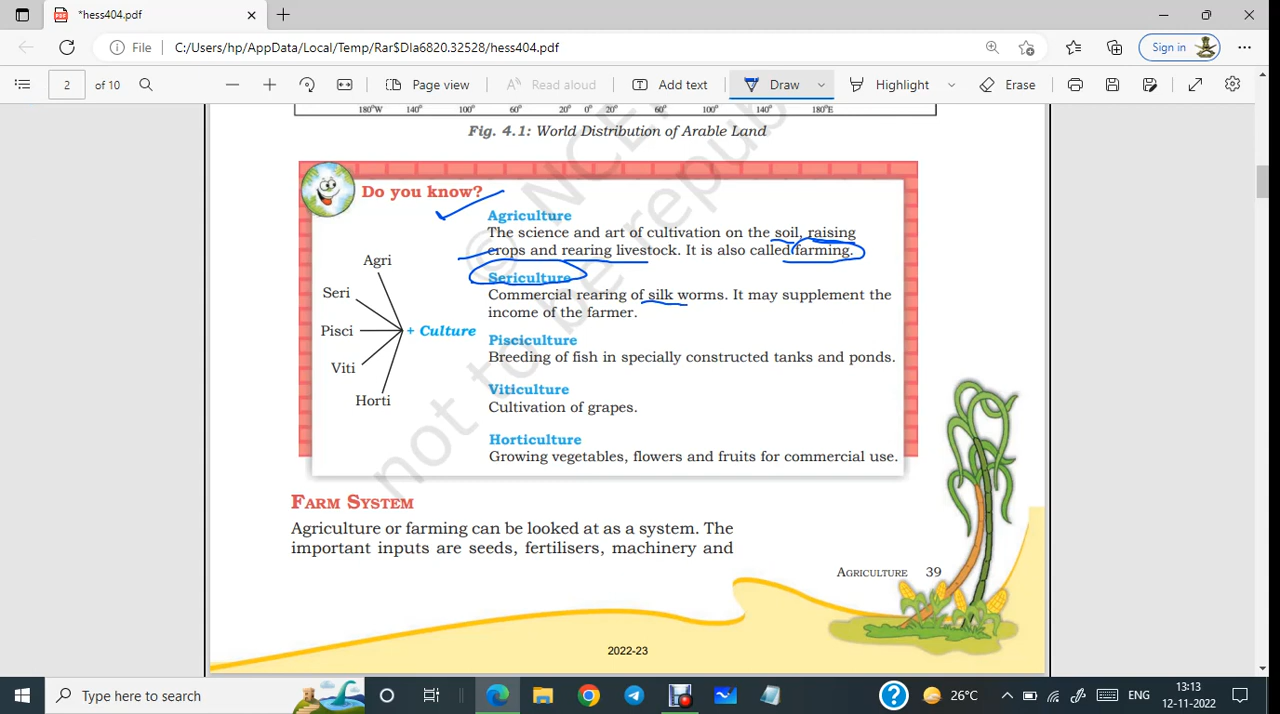 *hess404.pdf
File
C:/Users/hp/AppData/Local/Temp/Rar$DIa6820.32528/hess404.pdf
Sign in
2 of 10
Page view
Read aloud
Add text
Draw
Highlight
Erase
180°W 140° 100° 60° 20° 0° 20° 60° 100° 140° 180°E
Fig. 4.1: World Distribution of Arable Land
Do you know?
Agriculture
The science and art of cultivation on the soil, raising
crops and rearing livestock. It is also called farming.
Sericulture
Commercial rearing of silk worms. It may supplement the
income of the farmer.
Pisciculture
Breeding of fish in specially constructed tanks and ponds.
Viticulture
Cultivation of grapes.
Horticulture
Growing vegetables, flowers and fruits for commercial use.
Agri
Seri
Pisci
Viti
Horti
+ Culture
FARM SYSTEM
Agriculture or farming can be looked at as a system. The
important inputs are seeds, fertilisers, machinery and
AGRICULTURE 39
2022-23
not to be republ
© NCE
Type here to search
26°C
ENG
13:13
12-11-2022